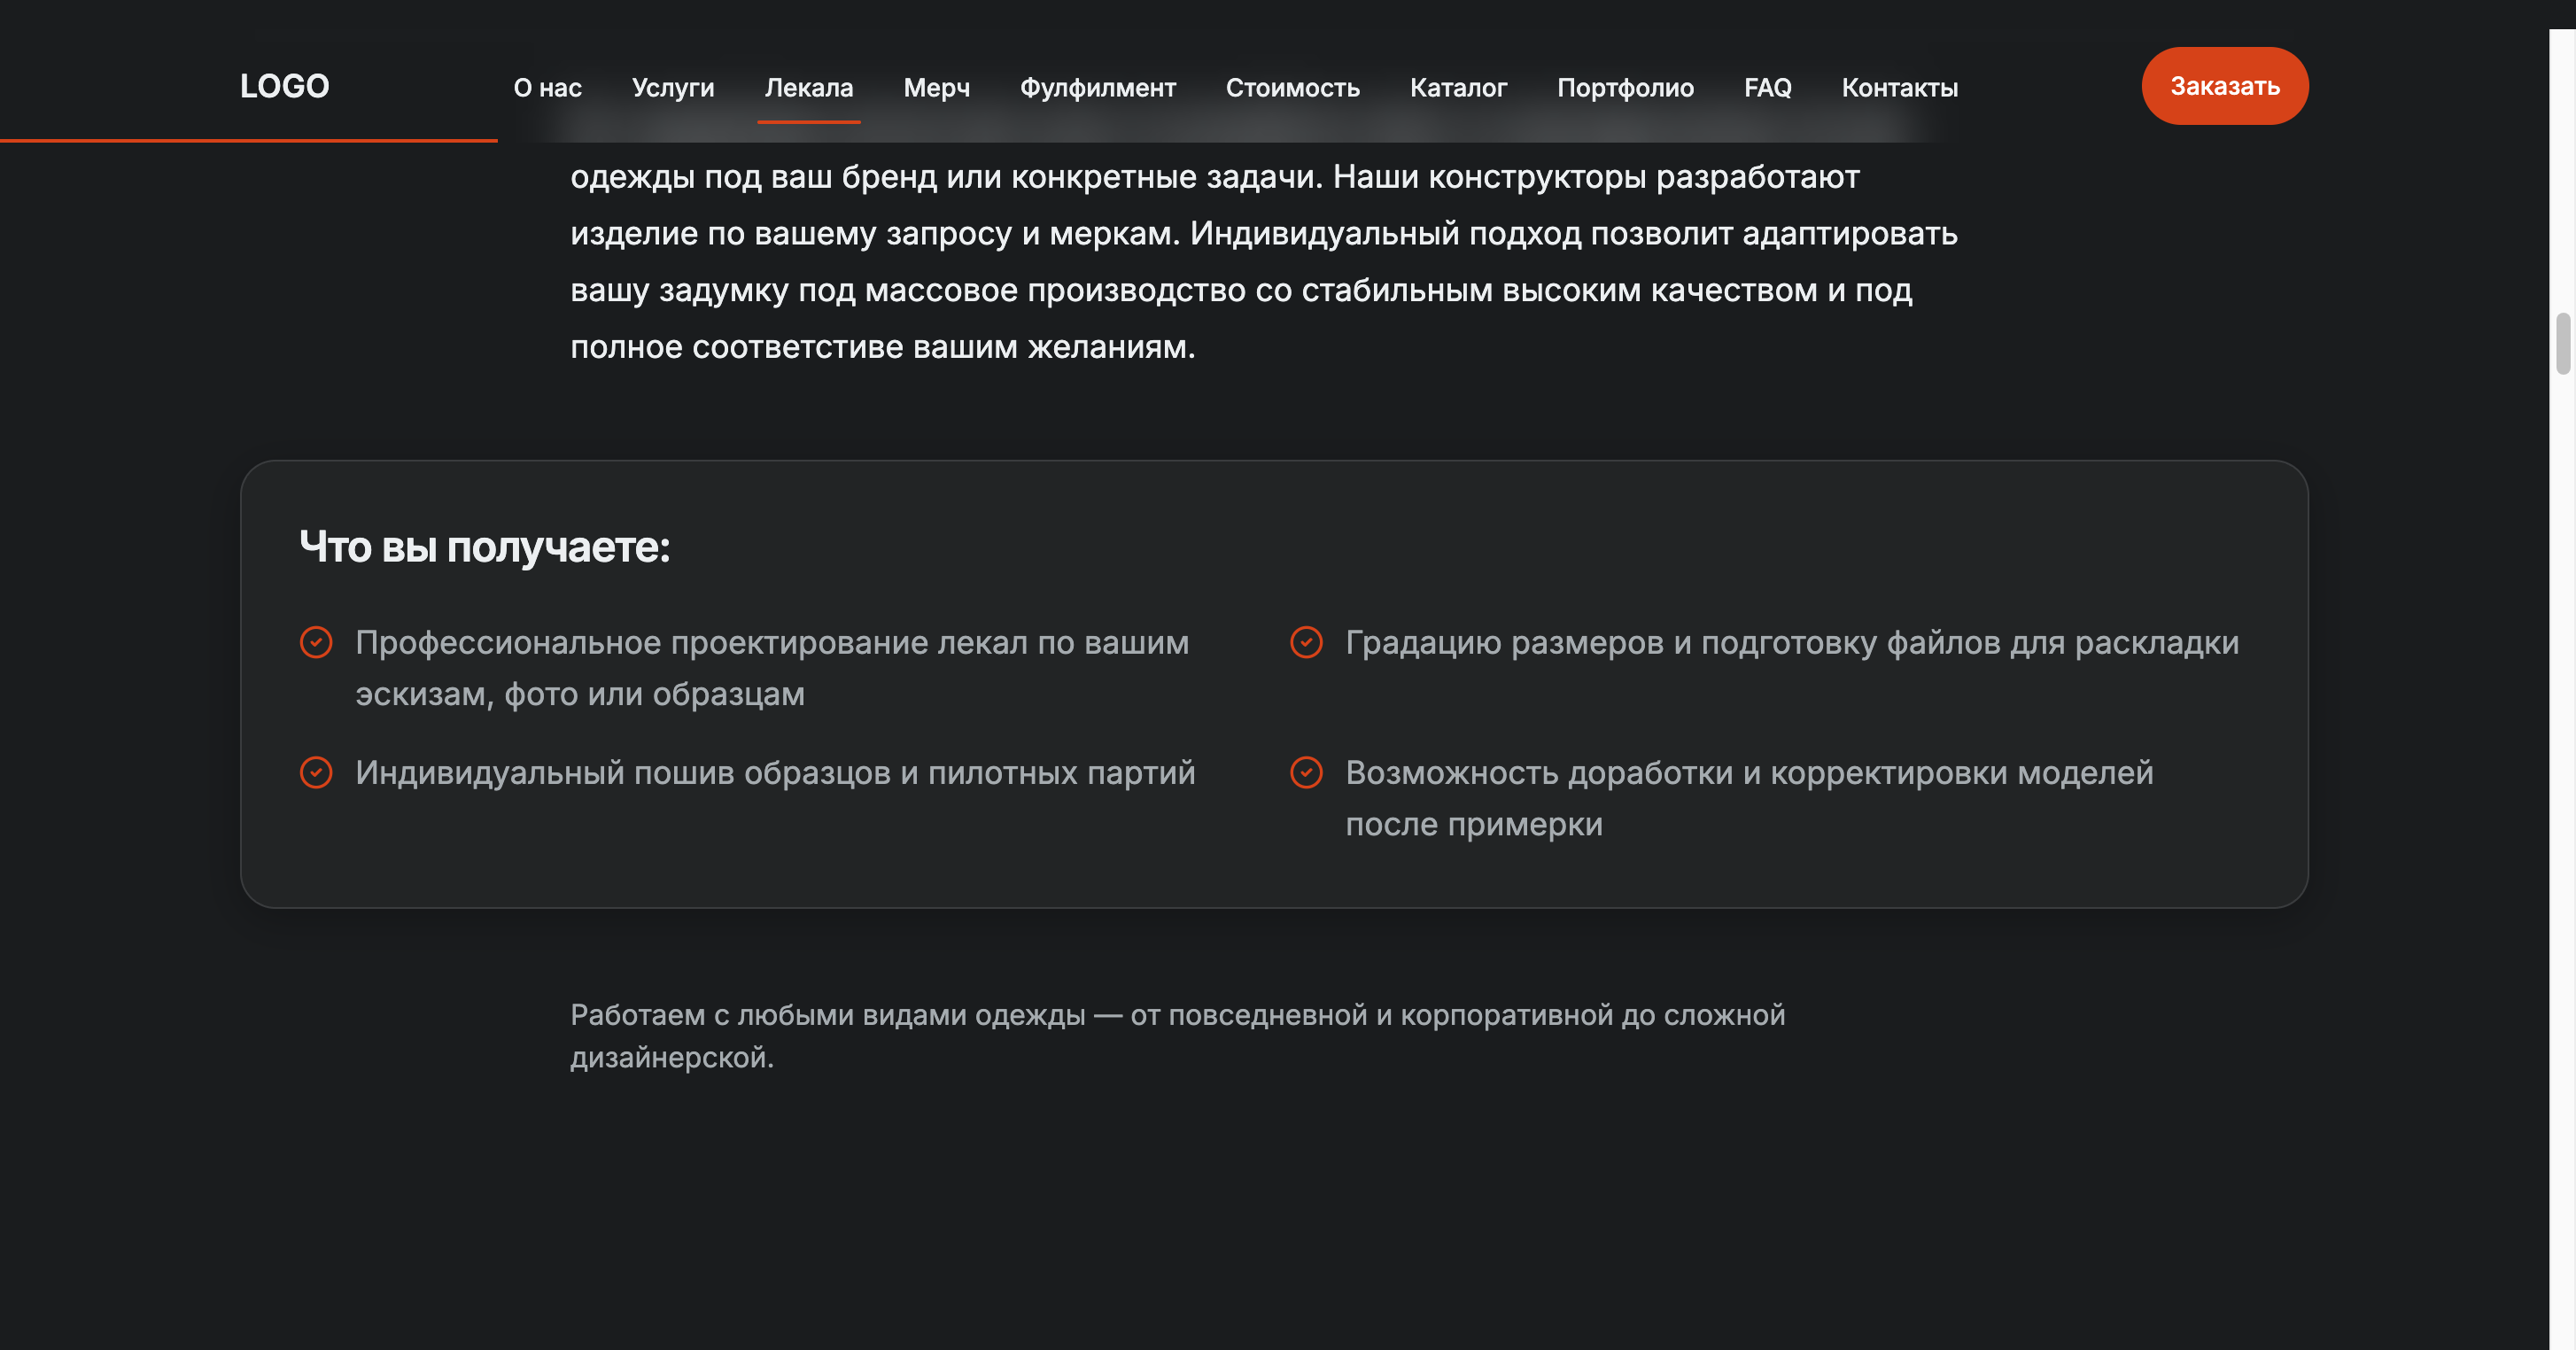 LOGO
О нас Услуги Лекала Мерч Фулфилмент Стоимость Каталог Портфолио FAQ Контакты
Заказать
одежды под ваш бренд или конкретные задачи. Наши конструкторы разработают
изделие по вашему запросу и меркам. Индивидуальный подход позволит адаптировать
вашу задумку под массовое производство со стабильным высоким качеством и под
полное соответстиве вашим желаниям.
Что вы получаете:
Профессиональное проектирование лекал по вашим
эскизам, фото или образцам
Градацию размеров и подготовку файлов для раскладки
Индивидуальный пошив образцов и пилотных партий
Возможность доработки и корректировки моделей
после примерки
Работаем с любыми видами одежды — от повседневной и корпоративной до сложной
дизайнерской.